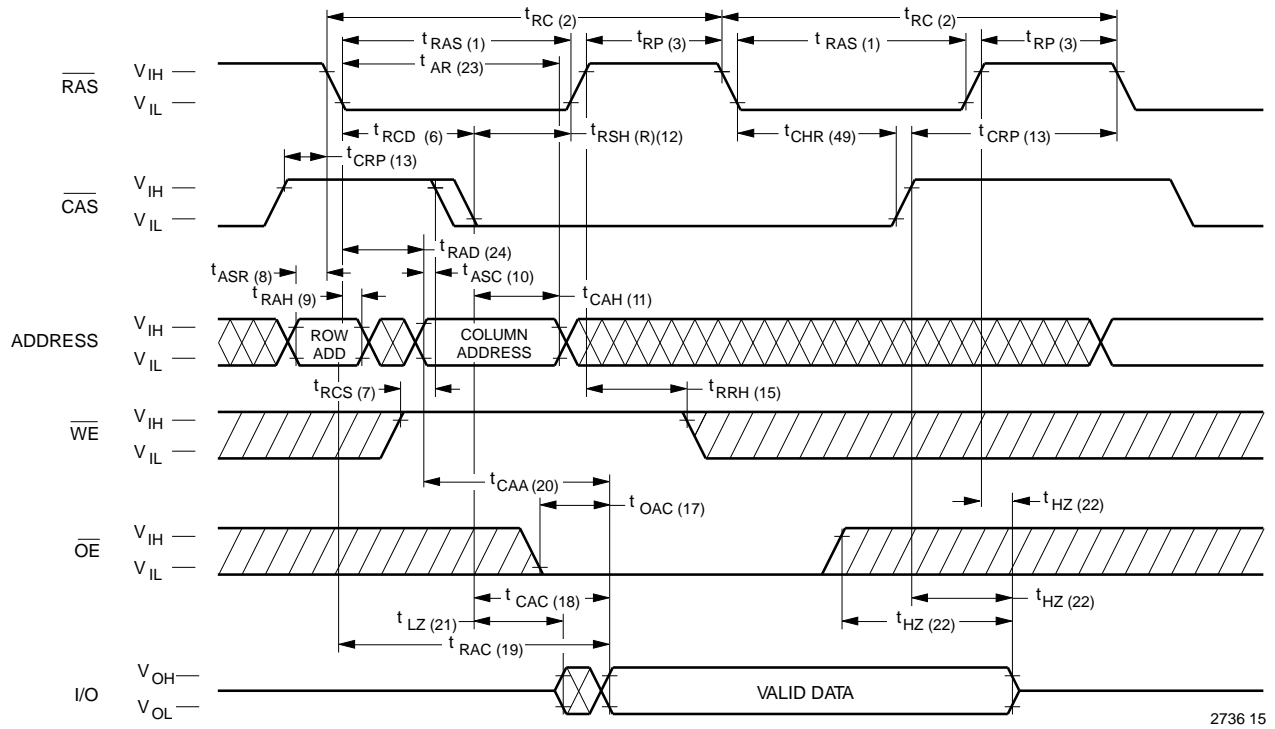 t RC (2) t RC (2)
t RAS (1) t RP (3) t RAS (1) t RP (3)
t AR (23)
RAS V IH
V IL
t RCD (6) t RSH (R)(12) t CHR (49) t CRP (13)
t CRP (13)
CAS V IH
V IL
t RAD (24)
t ASR (8) t ASC (10)
t RAH (9) t CAH (11)
ADDRESS V IH
V IL
ROW ADD
COLUMN ADDRESS
t RCS (7) t RRH (15)
WE V IH
V IL
t CAA (20)
t OAC (17) t HZ (22)
OE V IH
V IL
t CAC (18) t HZ (22)
t LZ (21) t HZ (22)
t RAC (19)
I/O V OH
V OL
VALID DATA
2736 15